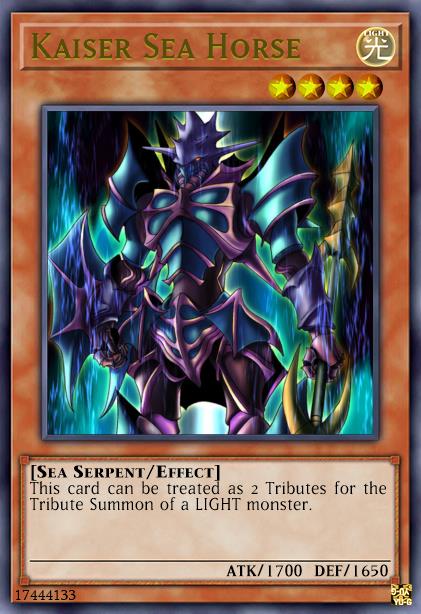 Kaiser Sea Horse
LIGHT
光
[Sea Serpent/Effect]
This card can be treated as 2 Tributes for the
Tribute Summon of a LIGHT monster.
ATK/1700 DEF/1650
17444133